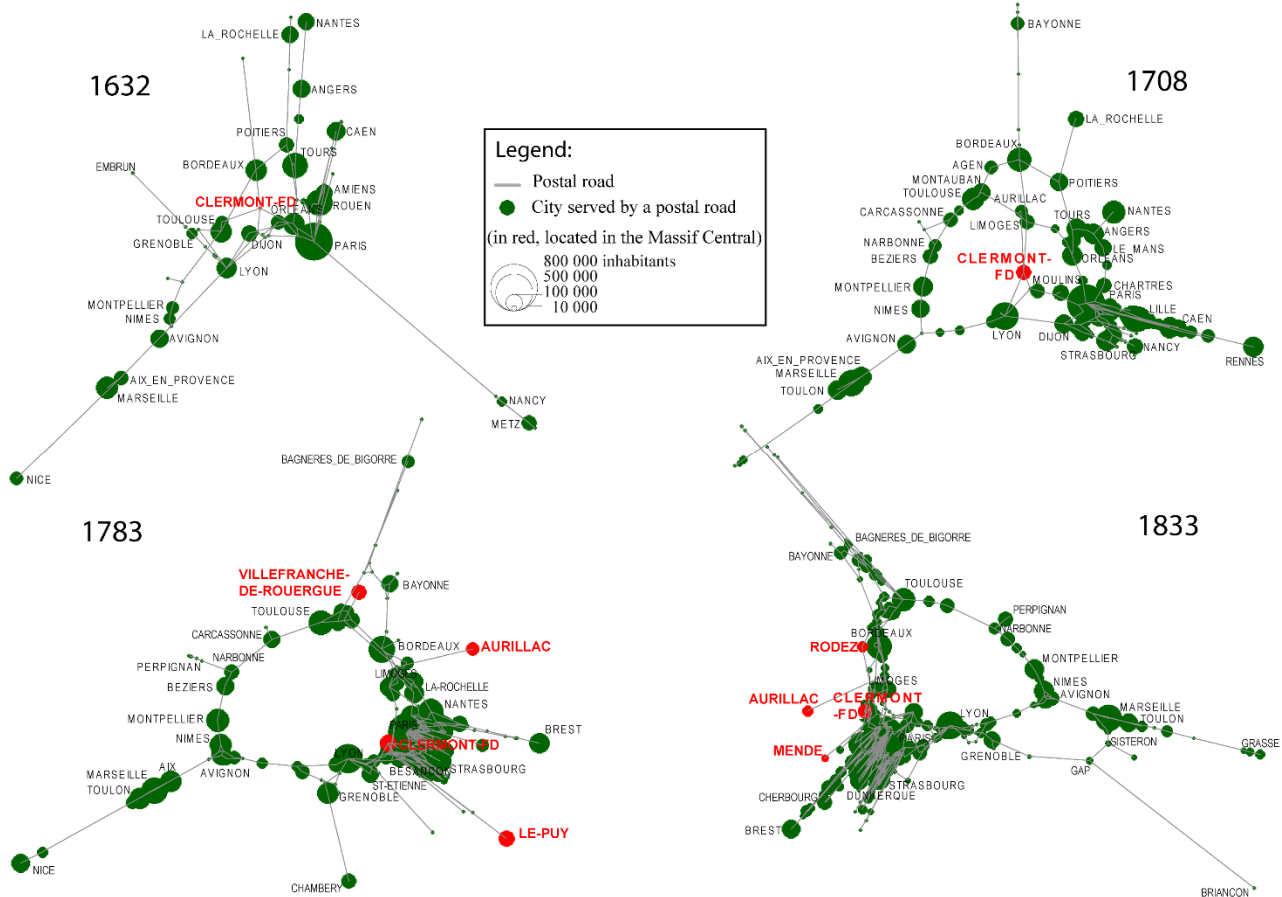 1632
NANTES
LA_ROCHELLE
ANGERS
CAEN
POITIERS
TOURS
BORDEAUX
EMBRUN
AMIENS
CLERMONT-FD
ORLEANS
ROUEN
TOULOUSE
GRENOBLE
DIJON
PARIS
LYON
MONTPELLIER
NIMES
AVIGNON
AIX_EN_PROVENCE
MARSEILLE
NANCY
METZ
NICE
Legend:
Postal road
City served by a postal road
(in red, located in the Massif Central)
800 000 inhabitants
500 000
100 000
10 000
1708
BAYONNE
LA_ROCHELLE
BORDEAUX
AGEN
MONTAUBAN
POITIERS
TOULOUSE
AURILLAC
CARCASSONNE
LIMOGES
TOURS
NANTES
ANGERS
NARBONNE
LE_MANS
BEZIERS
ORLEANS
CLERMONT-
FD
MOULINS
MONTPELLIER
CHARTRES
PARIS
NIMES
LILLE
CAEN
AVIGNON
LYON
DIJON
NANCY
STRASBOURG
RENNES
AIX_EN_PROVENCE
MARSEILLE
TOULON
1783
BAGNERES_DE_BIGORRE
VILLEFRANCHE-
DE-ROUERGUE
BAYONNE
TOULOUSE
CARCASSONNE
BORDEAUX
AURILLAC
NARBONNE
PERPIGNAN
LIMOGES
BEZIERS
LA-ROCHELLE
NANTES
MONTPELLIER
PARIS
BREST
NIMES
CLERMONT-FD
LYON
AVIGNON
BESANCON
STRASBOURG
AIX
MARSEILLE
ST-ETIENNE
TOULON
GRENOBLE
LE-PUY
NICE
CHAMBERY
1833
BAGNERES_DE_BIGORRE
BAYONNE
TOULOUSE
PERPIGNAN
NARBONNE
BORDEAUX
RODEZ
MONTPELLIER
LIMOGES
NIMES
AURILLAC
CLERMONT
-FD
AVIGNON
MARSEILLE
LYON
TOULON
PARIS
MENDE
SISTERON
GRENOBLE
GRASSE
GAP
STRASBOURG
CHERBOURG
DUNKERQUE
BREST
BRIANCON